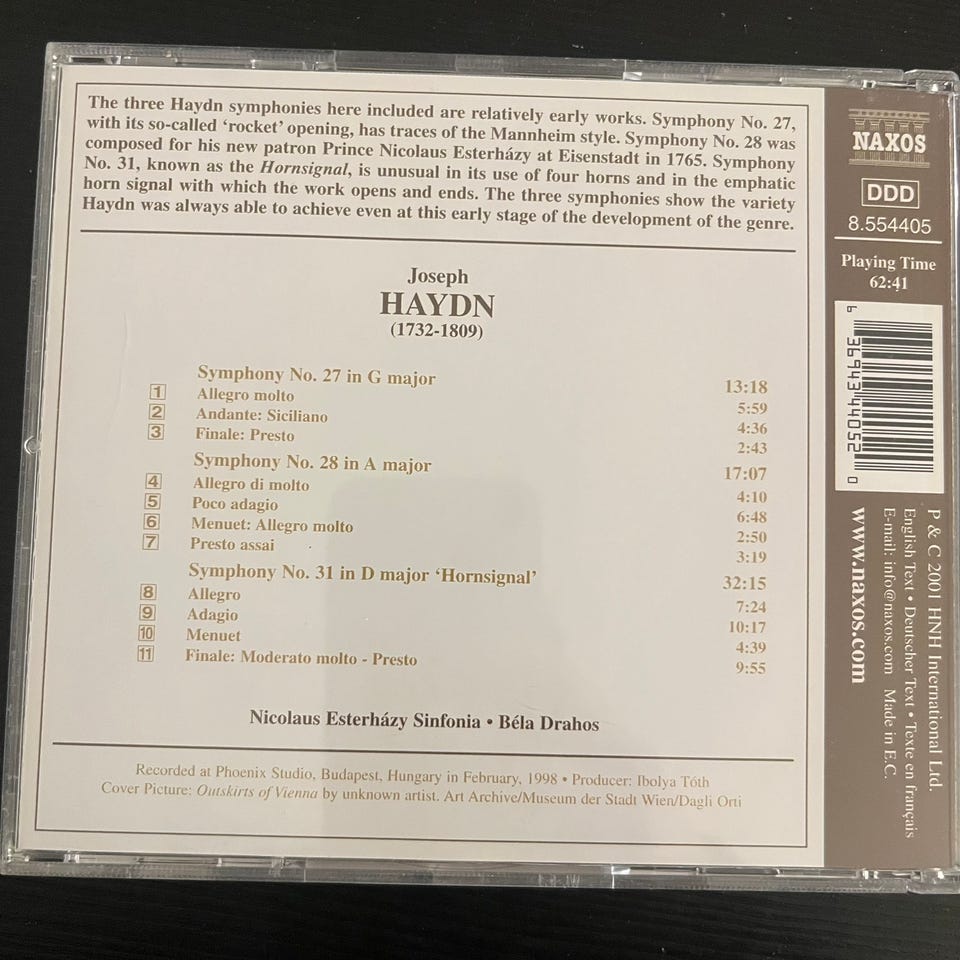 The three Haydn symphonies here included are relatively early works. Symphony No. 27,
with its so-called ‘rocket’ opening, has traces of the Mannheim style. Symphony No. 28 was
composed for his new patron Prince Nicolaus Esterházy at Eisenstadt in 1765. Symphony
No. 31, known as the Hornsignal, is unusual in its use of four horns and in the emphatic
horn signal with which the work opens and ends. The three symphonies show the variety
Haydn was always able to achieve even at this early stage of the development of the genre.
Joseph
HAYDN
(1732-1809)
Symphony No. 27 in G major 13:18
1 Allegro molto 5:59
2 Andante: Siciliano 4:36
3 Finale: Presto 2:43
Symphony No. 28 in A major 17:07
4 Allegro di molto 4:10
5 Poco adagio 6:48
6 Menuet: Allegro molto 2:50
7 Presto assai 3:19
Symphony No. 31 in D major ‘Hornsignal’ 32:15
8 Allegro 7:24
9 Adagio 10:17
10 Menuet 4:39
11 Finale: Moderato molto - Presto 9:55
Nicolaus Esterházy Sinfonia • Béla Drahos
Recorded at Phoenix Studio, Budapest, Hungary in February, 1998 • Producer: Ibolya Tóth
Cover Picture: Outskirts of Vienna by unknown artist. Art Archive/Museum der Stadt Wien/Dagli Orti
NAXOS
DDD
8.554405
Playing Time
62:41
6 36943 44052 0
P & C 2001 HNH International Ltd.
English Text • Deutscher Text • Texte en français
E-mail: info@naxos.com Made in E.C.
www.naxos.com